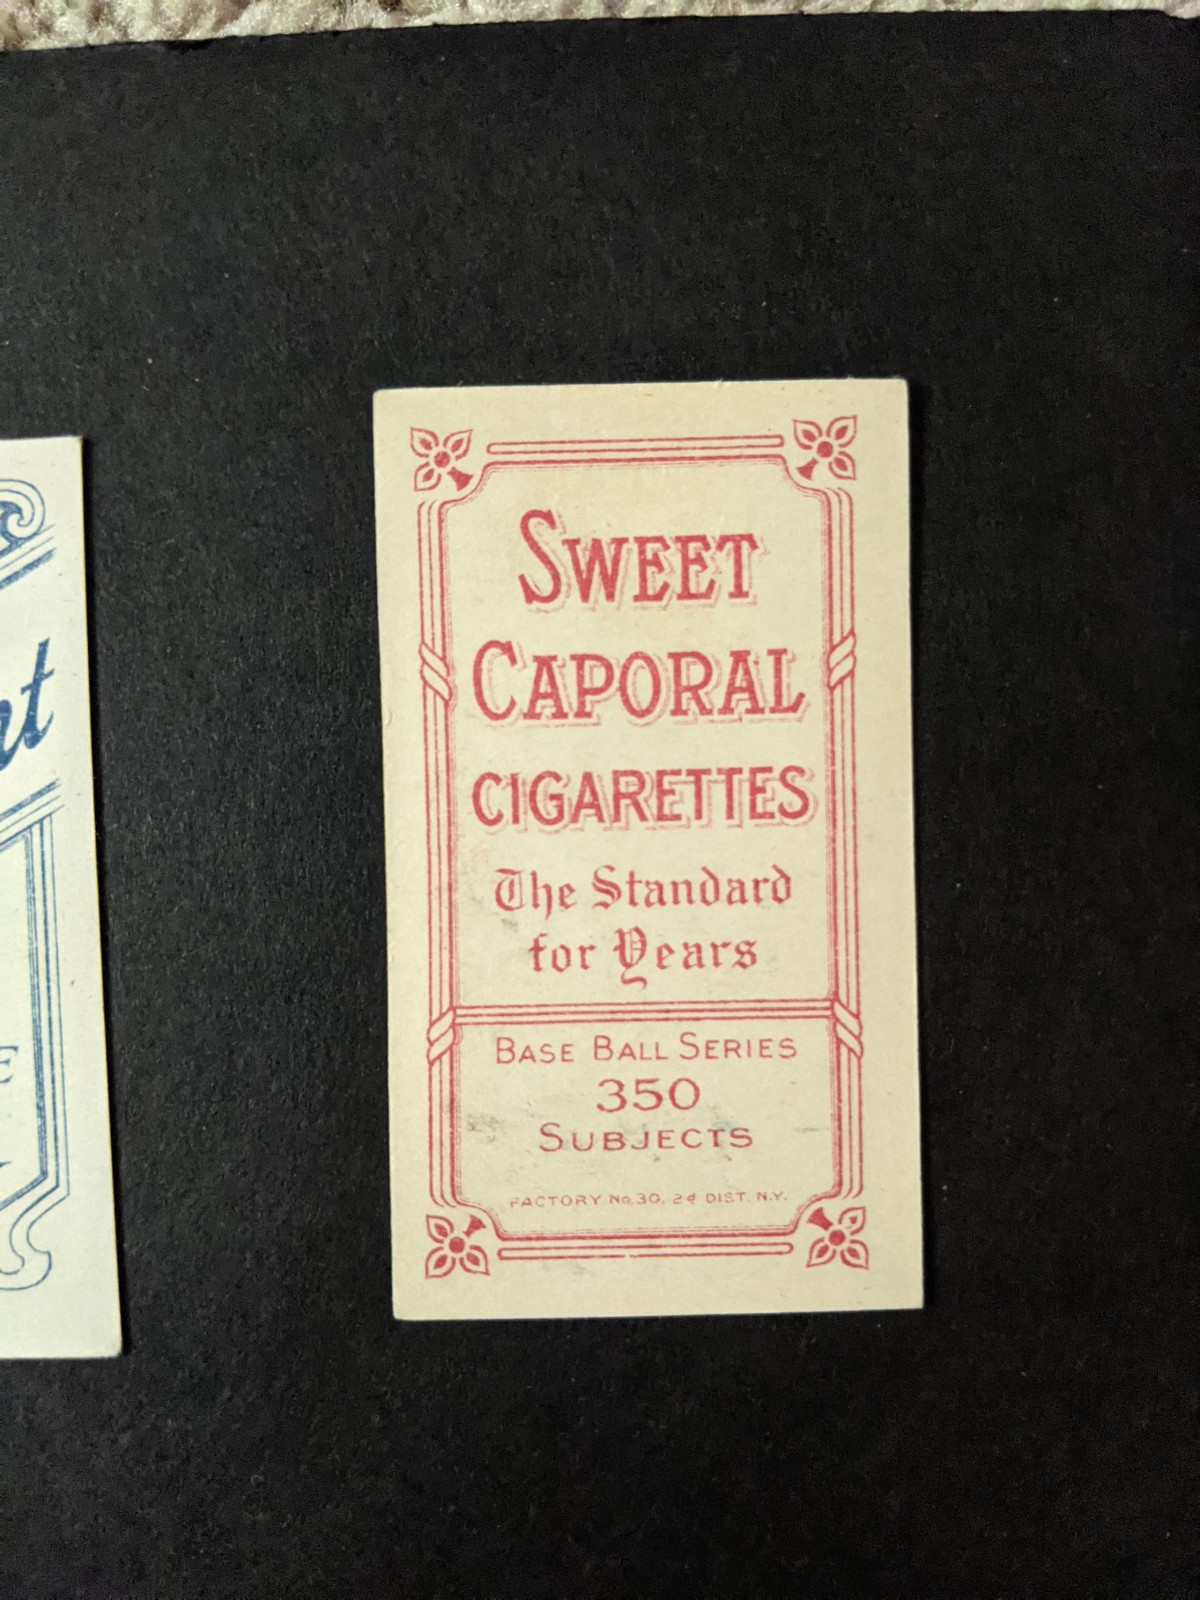 SWEET
CAPORAL
CIGARETTES
The Standard
for Years
BASE BALL SERIES
350
SUBJECTS
FACTORY No. 30, 2d DIST. N.Y.